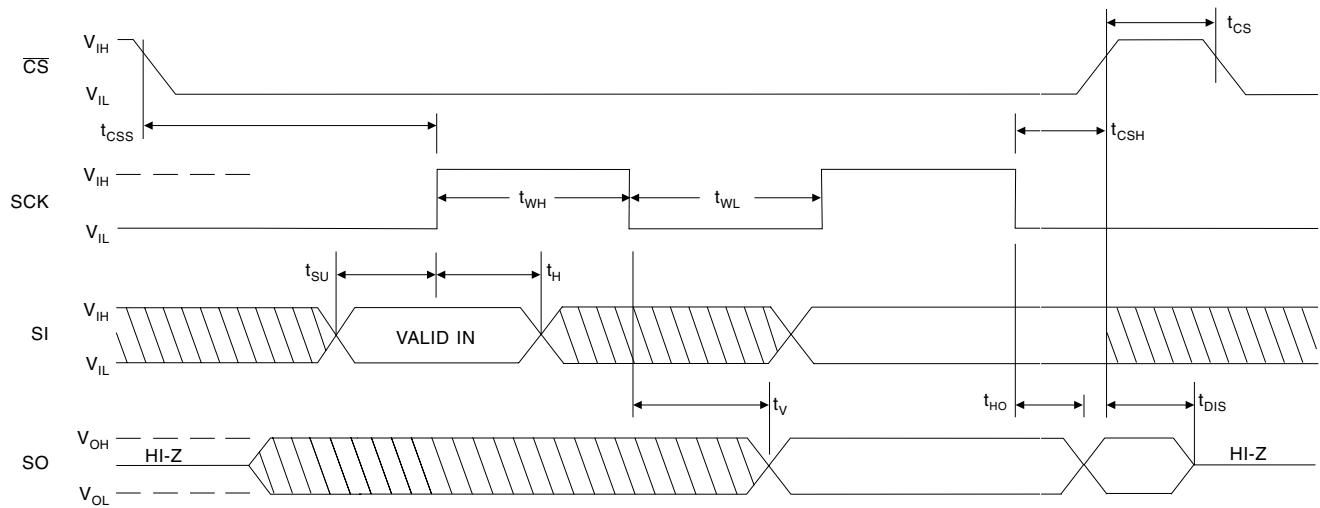 t_CS
V_IH
C̅S̅
V_IL
t_CSS
t_CSH
V_IH
SCK
t_WH
t_WL
V_IL
t_SU
t_H
V_IH
SI
VALID IN
V_IL
t_V
t_HO
t_DIS
V_OH
SO
HI-Z
HI-Z
V_OL